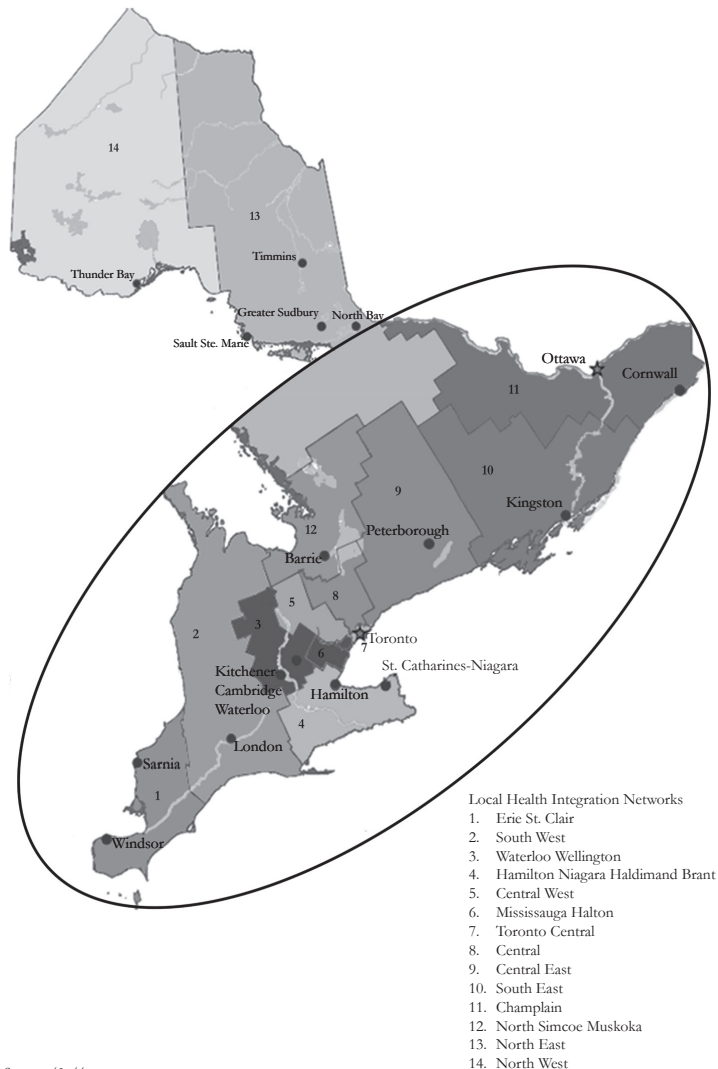 14
13
Timmins
Thunder Bay
Greater Sudbury
North Bay
Sault Ste. Marie
Ottawa
Cornwall
11
10
9
Kingston
12
Peterborough
Barrie
8
5
3
2
Toronto
7
6
St. Catharines-Niagara
Kitchener
Cambridge
Waterloo
Hamilton
4
London
Sarnia
1
Windsor
Local Health Integration Networks
1. Erie St. Clair
2. South West
3. Waterloo Wellington
4. Hamilton Niagara Haldimand Brant
5. Central West
6. Mississauga Halton
7. Toronto Central
8. Central
9. Central East
10. South East
11. Champlain
12. North Simcoe Muskoka
13. North East
14. North West